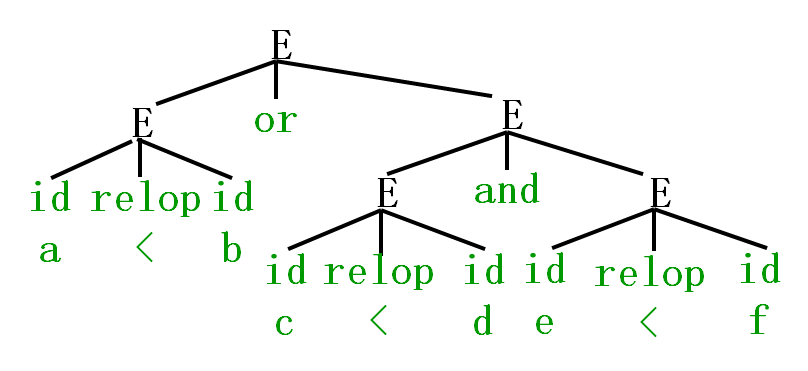 E
or
E
E
id relop id
a < b
E
and
E
id relop id
c < d
id relop id
e < f